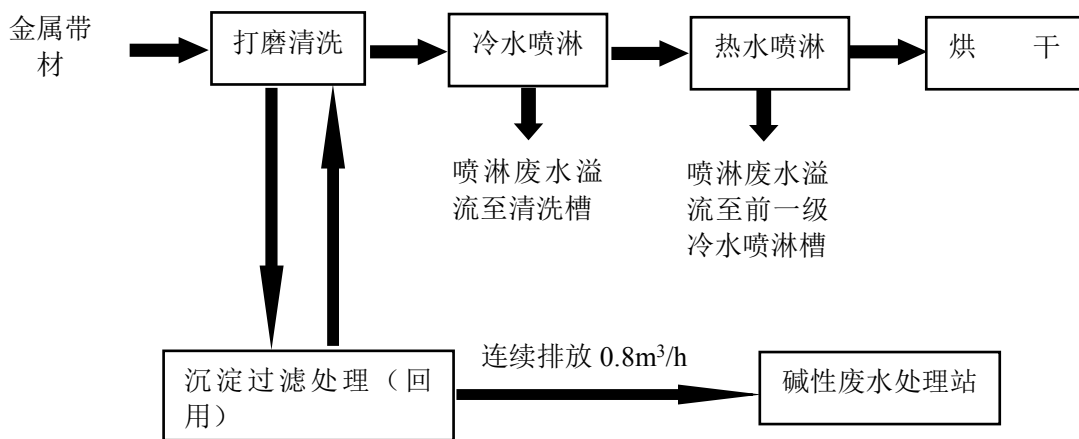 金属带
材
打磨清洗
冷水喷淋
热水喷淋
烘 干
喷淋废水溢
流至清洗槽
喷淋废水溢
流至前一级
冷水喷淋槽
连续排放 0.8m³/h
沉淀过滤处理（回
用）
碱性废水处理站